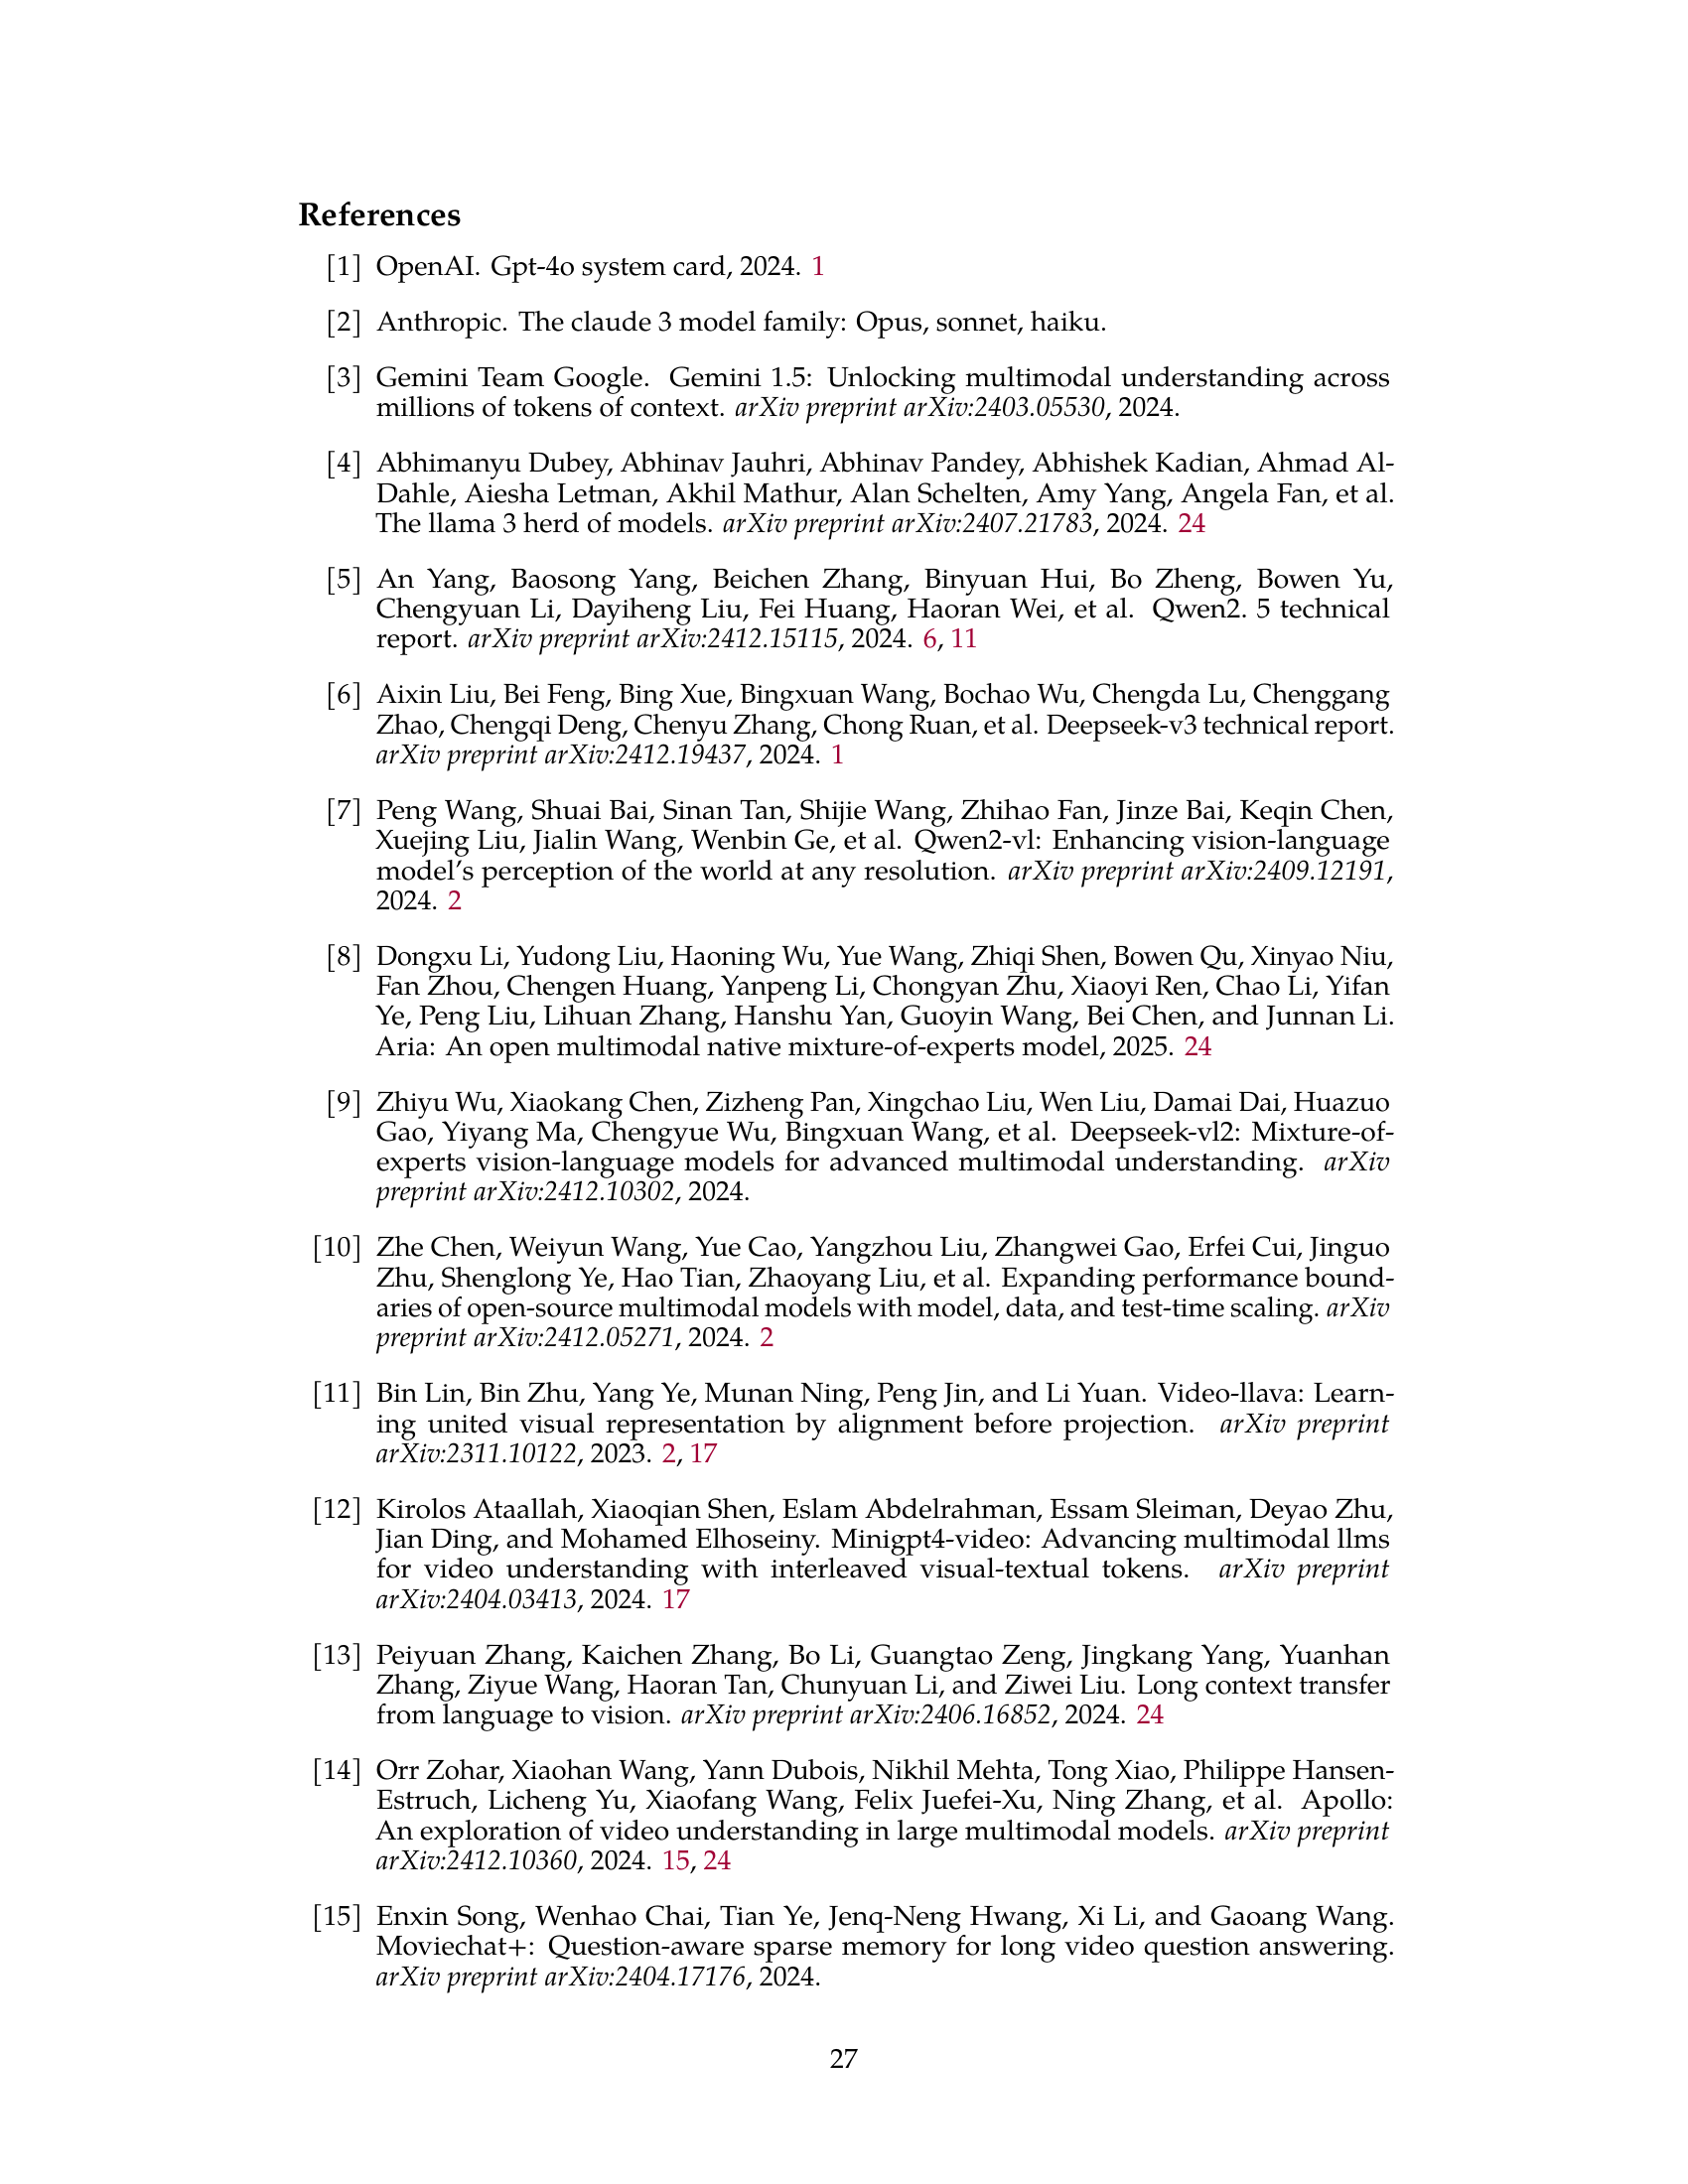 References
[1] OpenAI. Gpt-4o system card, 2024. 1
[2] Anthropic. The claude 3 model family: Opus, sonnet, haiku.
[3] Gemini Team Google. Gemini 1.5: Unlocking multimodal understanding across
millions of tokens of context. arXiv preprint arXiv:2403.05530, 2024.
[4] Abhimanyu Dubey, Abhinav Jauhri, Abhinav Pandey, Abhishek Kadian, Ahmad Al-
Dahle, Aiesha Letman, Akhil Mathur, Alan Schelten, Amy Yang, Angela Fan, et al.
The llama 3 herd of models. arXiv preprint arXiv:2407.21783, 2024. 24
[5] An Yang, Baosong Yang, Beichen Zhang, Binyuan Hui, Bo Zheng, Bowen Yu,
Chengyuan Li, Dayiheng Liu, Fei Huang, Haoran Wei, et al. Qwen2. 5 technical
report. arXiv preprint arXiv:2412.15115, 2024. 6, 11
[6] Aixin Liu, Bei Feng, Bing Xue, Bingxuan Wang, Bochao Wu, Chengda Lu, Chenggang
Zhao, Chengqi Deng, Chenyu Zhang, Chong Ruan, et al. Deepseek-v3 technical report.
arXiv preprint arXiv:2412.19437, 2024. 1
[7] Peng Wang, Shuai Bai, Sinan Tan, Shijie Wang, Zhihao Fan, Jinze Bai, Keqin Chen,
Xuejing Liu, Jialin Wang, Wenbin Ge, et al. Qwen2-vl: Enhancing vision-language
model's perception of the world at any resolution. arXiv preprint arXiv:2409.12191,
2024. 2
[8] Dongxu Li, Yudong Liu, Haoning Wu, Yue Wang, Zhiqi Shen, Bowen Qu, Xinyao Niu,
Fan Zhou, Chengen Huang, Yanpeng Li, Chongyan Zhu, Xiaoyi Ren, Chao Li, Yifan
Ye, Peng Liu, Lihuan Zhang, Hanshu Yan, Guoyin Wang, Bei Chen, and Junnan Li.
Aria: An open multimodal native mixture-of-experts model, 2025. 24
[9] Zhiyu Wu, Xiaokang Chen, Zizheng Pan, Xingchao Liu, Wen Liu, Damai Dai, Huazuo
Gao, Yiyang Ma, Chengyue Wu, Bingxuan Wang, et al. Deepseek-vl2: Mixture-of-
experts vision-language models for advanced multimodal understanding. arXiv
preprint arXiv:2412.10302, 2024.
[10] Zhe Chen, Weiyun Wang, Yue Cao, Yangzhou Liu, Zhangwei Gao, Erfei Cui, Jinguo
Zhu, Shenglong Ye, Hao Tian, Zhaoyang Liu, et al. Expanding performance bound-
aries of open-source multimodal models with model, data, and test-time scaling. arXiv
preprint arXiv:2412.05271, 2024. 2
[11] Bin Lin, Bin Zhu, Yang Ye, Munan Ning, Peng Jin, and Li Yuan. Video-llava: Learn-
ing united visual representation by alignment before projection. arXiv preprint
arXiv:2311.10122, 2023. 2, 17
[12] Kirolos Ataallah, Xiaoqian Shen, Eslam Abdelrahman, Essam Sleiman, Deyao Zhu,
Jian Ding, and Mohamed Elhoseiny. Minigpt4-video: Advancing multimodal llms
for video understanding with interleaved visual-textual tokens. arXiv preprint
arXiv:2404.03413, 2024. 17
[13] Peiyuan Zhang, Kaichen Zhang, Bo Li, Guangtao Zeng, Jingkang Yang, Yuanhan
Zhang, Ziyue Wang, Haoran Tan, Chunyuan Li, and Ziwei Liu. Long context transfer
from language to vision. arXiv preprint arXiv:2406.16852, 2024. 24
[14] Orr Zohar, Xiaohan Wang, Yann Dubois, Nikhil Mehta, Tong Xiao, Philippe Hansen-
Estruch, Licheng Yu, Xiaofang Wang, Felix Juefei-Xu, Ning Zhang, et al. Apollo:
An exploration of video understanding in large multimodal models. arXiv preprint
arXiv:2412.10360, 2024. 15, 24
[15] Enxin Song, Wenhao Chai, Tian Ye, Jenq-Neng Hwang, Xi Li, and Gaoang Wang.
Moviechat+: Question-aware sparse memory for long video question answering.
arXiv preprint arXiv:2404.17176, 2024.
27